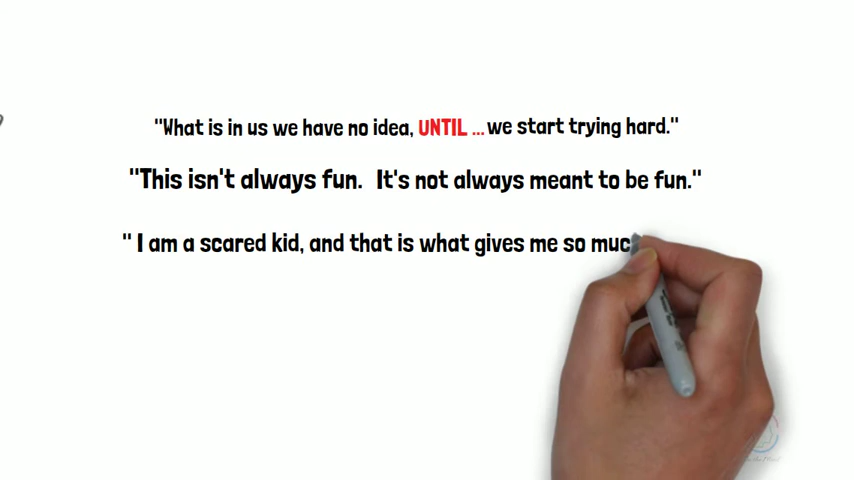 "What is in us we have no idea, UNTIL ... we start trying hard."
"This isn't always fun.  It's not always meant to be fun."
" I am a scared kid, and that is what gives me so muc